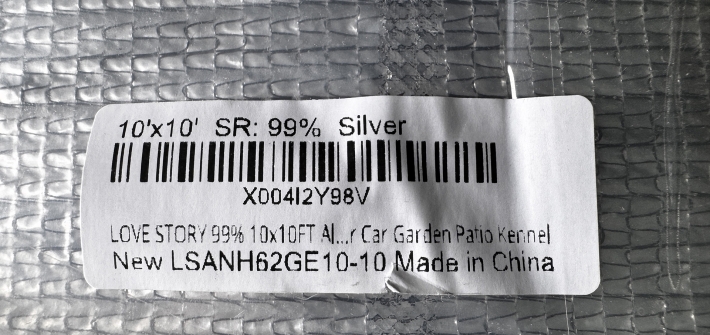 10'x10' SR: 99% Silver
X004I2Y98V
LOVE STORY 99% 10x10FT Al...r Car Garden Patio Kennel
New LSANH62GE10-10 Made in China